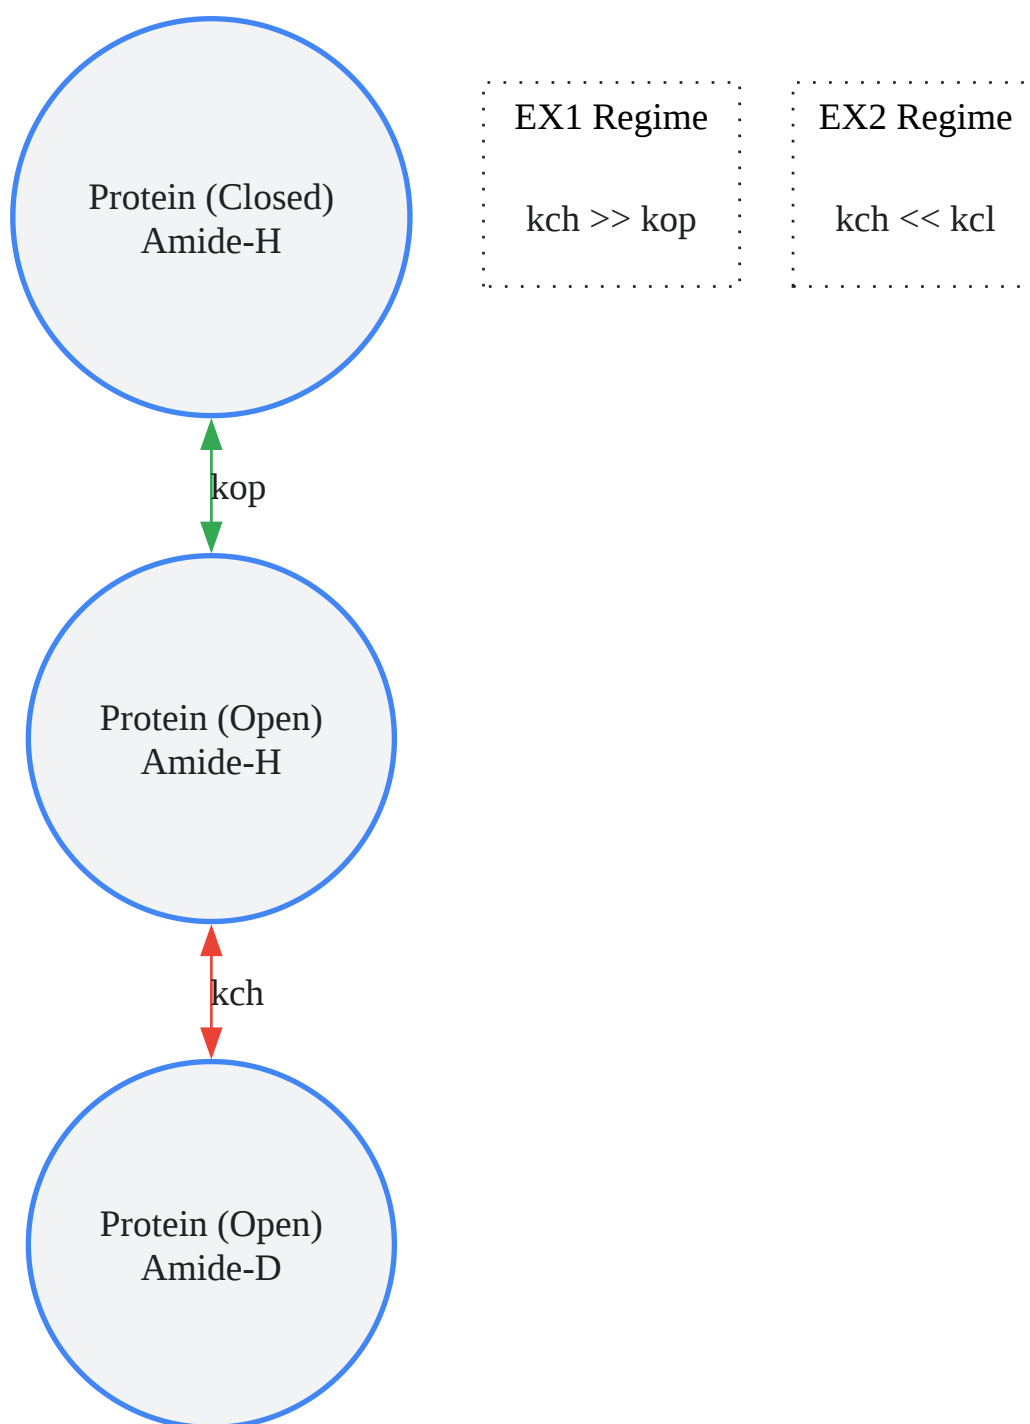 Protein (Closed)
Amide-H
EX1 Regime
kch >> kop
EX2 Regime
kch << kcl
kop
Protein (Open)
Amide-H
kch
Protein (Open)
Amide-D